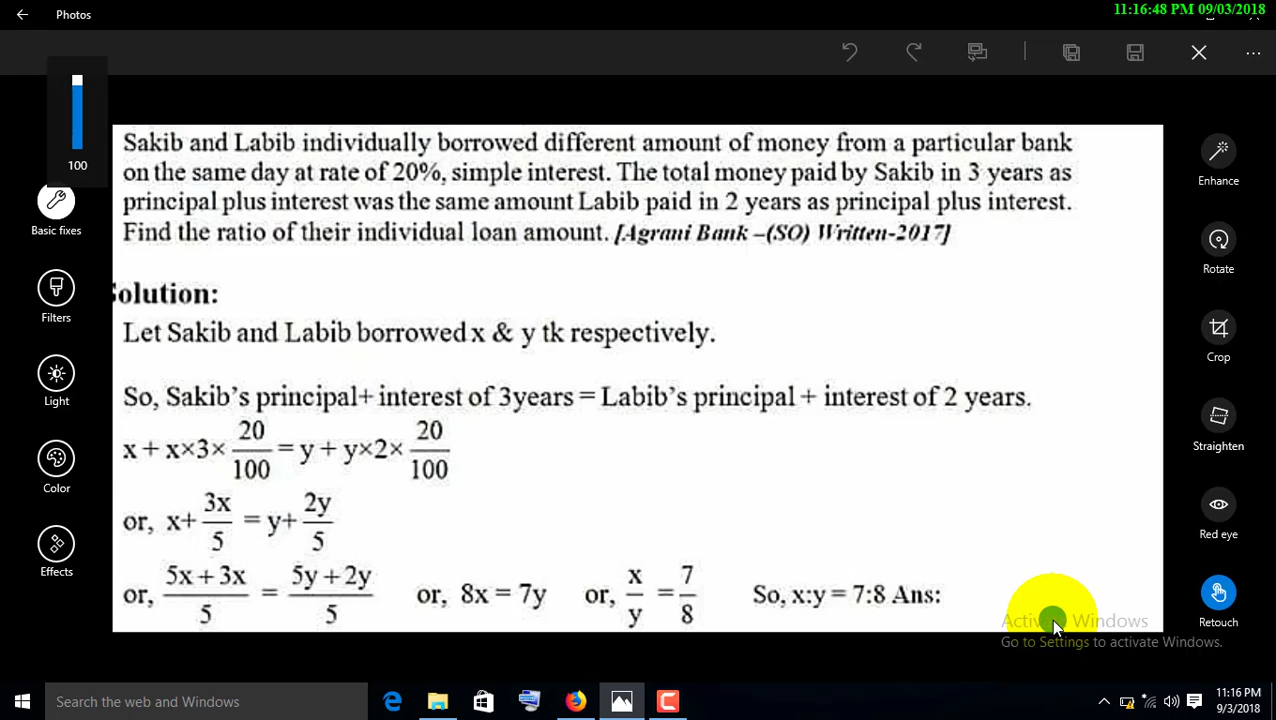 11:16:48 PM 09/03/2018
Photos
100
Basic fixes
Filters
Light
Color
Effects
Sakib and Labib individually borrowed different amount of money from a particular bank
on the same day at rate of 20%, simple interest. The total money paid by Sakib in 3 years as
principal plus interest was the same amount Labib paid in 2 years as principal plus interest.
Find the ratio of their individual loan amount. [Agrani Bank –(SO) Written-2017]
Solution:
Let Sakib and Labib borrowed x & y tk respectively.
So, Sakib's principal+ interest of 3years = Labib's principal + interest of 2 years.
x + x×3× 20/100 = y + y×2× 20/100
or, x+ 3x/5 = y+ 2y/5
or, 5x + 3x/5 = 5y + 2y/5 or, 8x = 7y or, x/y = 7/8 So, x:y = 7:8 Ans:
Enhance
Rotate
Crop
Straighten
Red eye
Retouch
Activate Windows
Go to Settings to activate Windows.
Search the web and Windows
11:16 PM
9/3/2018